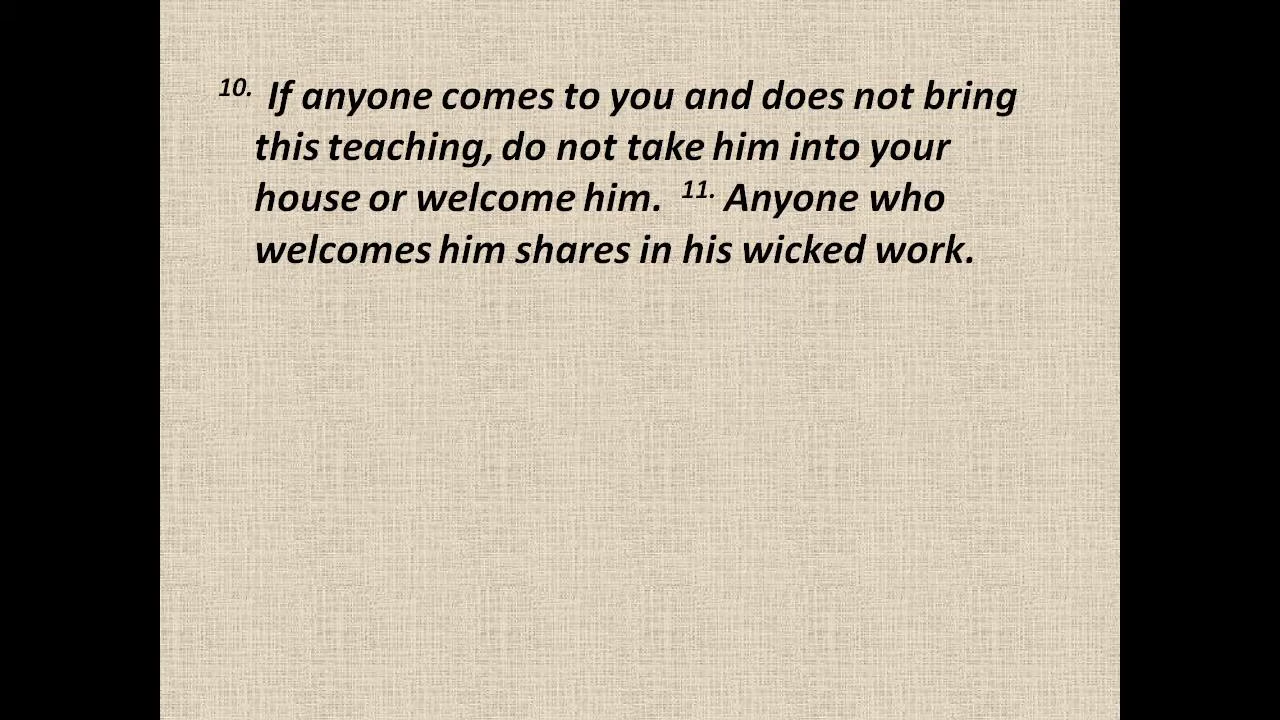 10. If anyone comes to you and does not bring
this teaching, do not take him into your
house or welcome him. 11. Anyone who
welcomes him shares in his wicked work.